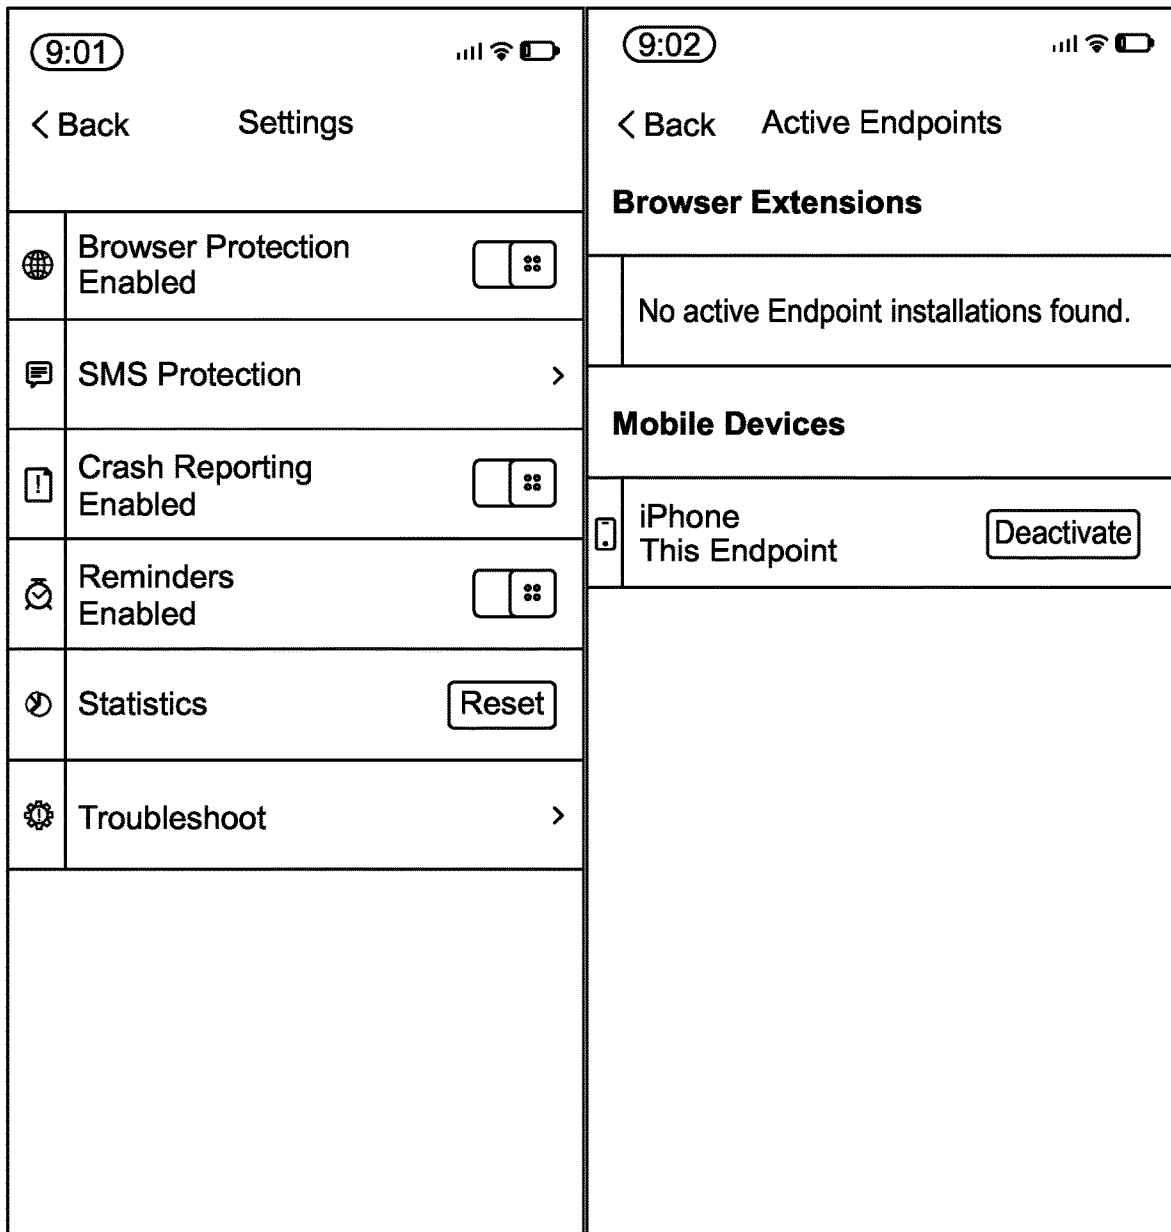 9:01
Back
Settings
Browser Protection
Enabled
SMS Protection
Crash Reporting
Enabled
Reminders
Enabled
Statistics
Reset
Troubleshoot
9:02
Back
Active Endpoints
Browser Extensions
No active Endpoint installations found.
Mobile Devices
iPhone
This Endpoint
Deactivate